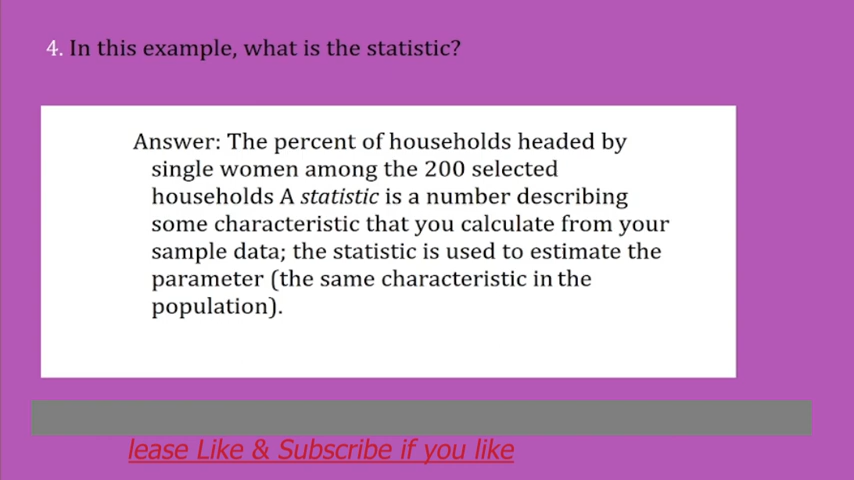 4. In this example, what is the statistic?
Answer: The percent of households headed by
single women among the 200 selected
households A statistic is a number describing
some characteristic that you calculate from your
sample data; the statistic is used to estimate the
parameter (the same characteristic in the
population).
lease Like & Subscribe if you like